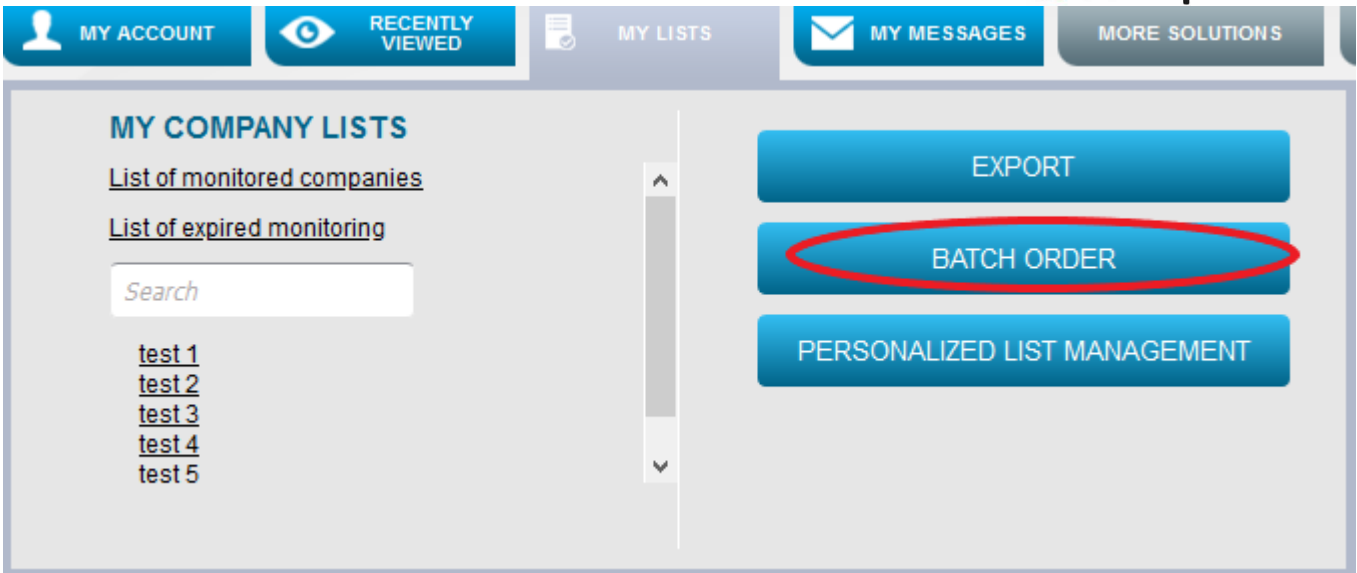 MY ACCOUNT
RECENTLY
VIEWED
MY LISTS
MY MESSAGES
MORE SOLUTIONS
MY COMPANY LISTS
List of monitored companies
List of expired monitoring
Search
test 1
test 2
test 3
test 4
test 5
EXPORT
BATCH ORDER
PERSONALIZED LIST MANAGEMENT